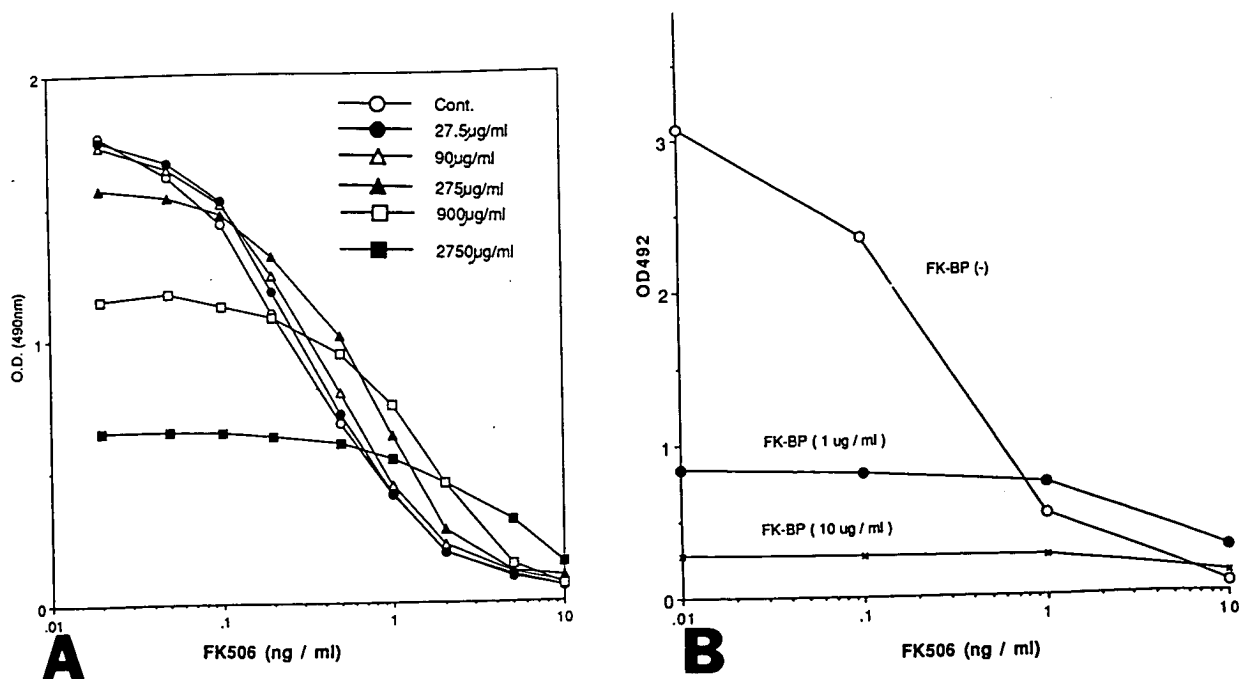 2
1
0
O.D. (490nm)
Cont.
27.5µg/ml
90µg/ml
275µg/ml
900µg/ml
2750µg/ml
.01
.1
1
10
FK506 (ng / ml)
A
3
2
1
0
OD492
FK-BP (-)
FK-BP ( 1 ug / ml )
FK-BP ( 10 ug / ml )
.01
.1
1
10
FK506 (ng / ml)
B